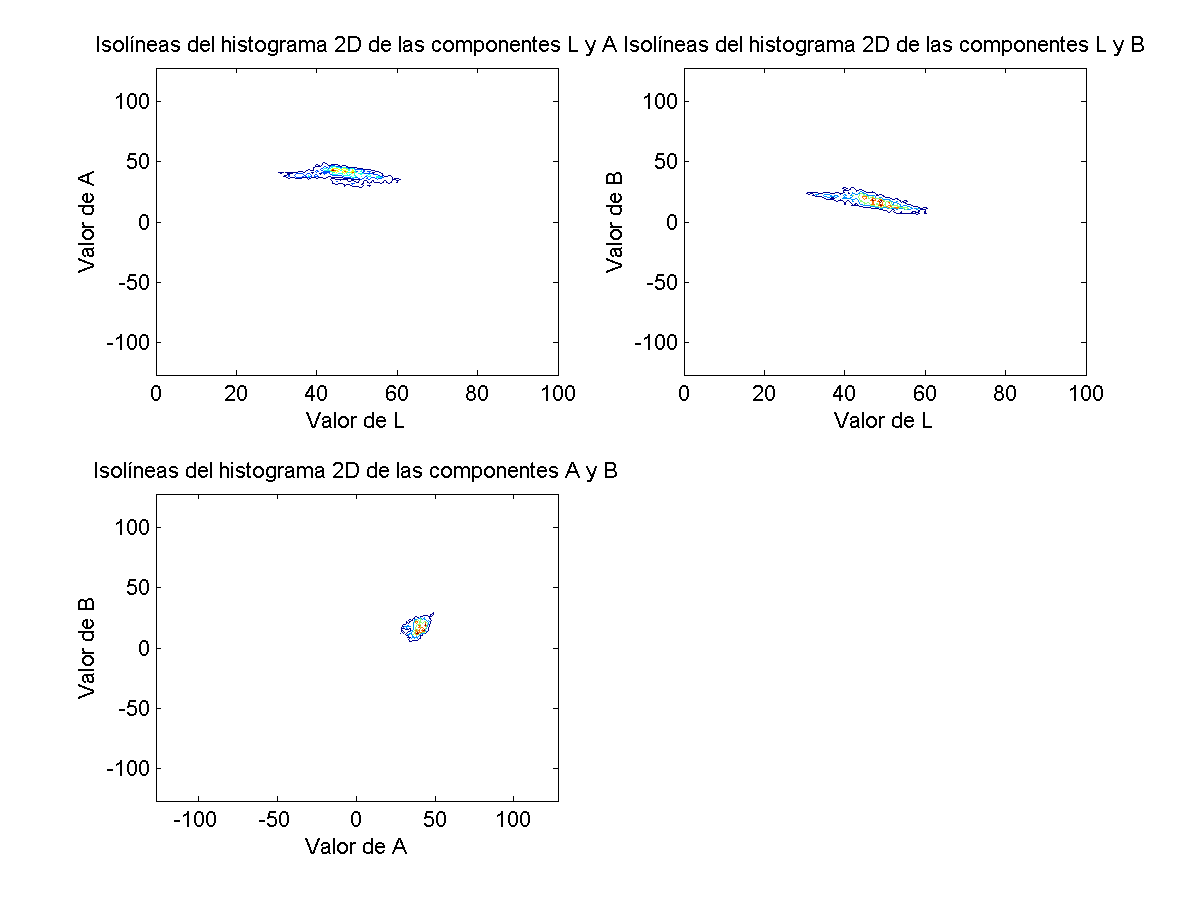 Isolíneas del histograma 2D de las componentes L y A
100
50
0
-50
-100
Valor de A
0 20 40 60 80 100
Valor de L
Isolíneas del histograma 2D de las componentes L y B
100
50
0
-50
-100
Valor de B
0 20 40 60 80 100
Valor de L
Isolíneas del histograma 2D de las componentes A y B
100
50
0
-50
-100
Valor de B
-100 -50 0 50 100
Valor de A